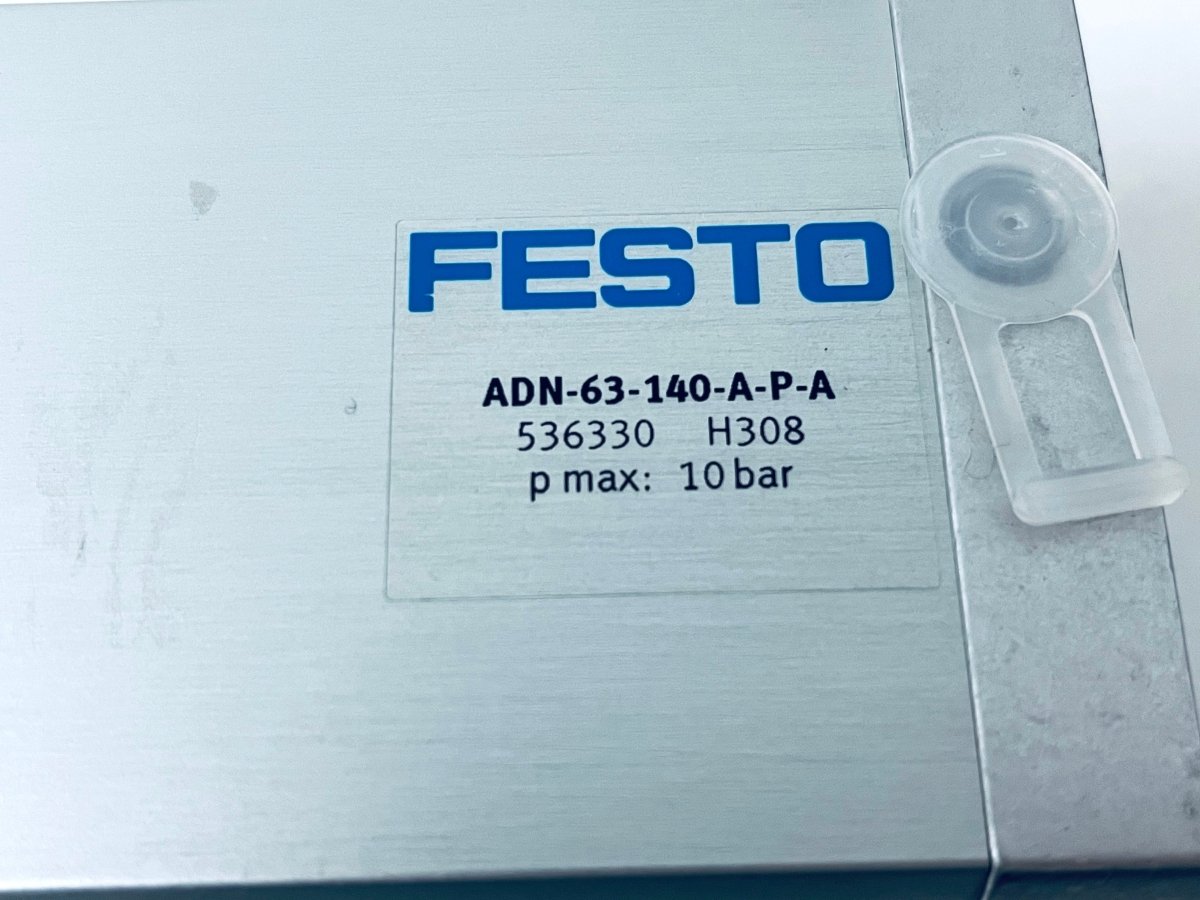 FESTO
ADN-63-140-A-P-A
536330 H308
p max: 10 bar